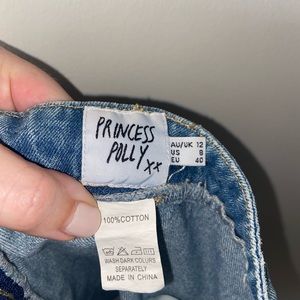 PRINCESS
POLLY xx
AU/UK 12
US 8
EU 40
100%COTTON
WASH DARK COLOURS
SEPARATELY
MADE IN CHINA